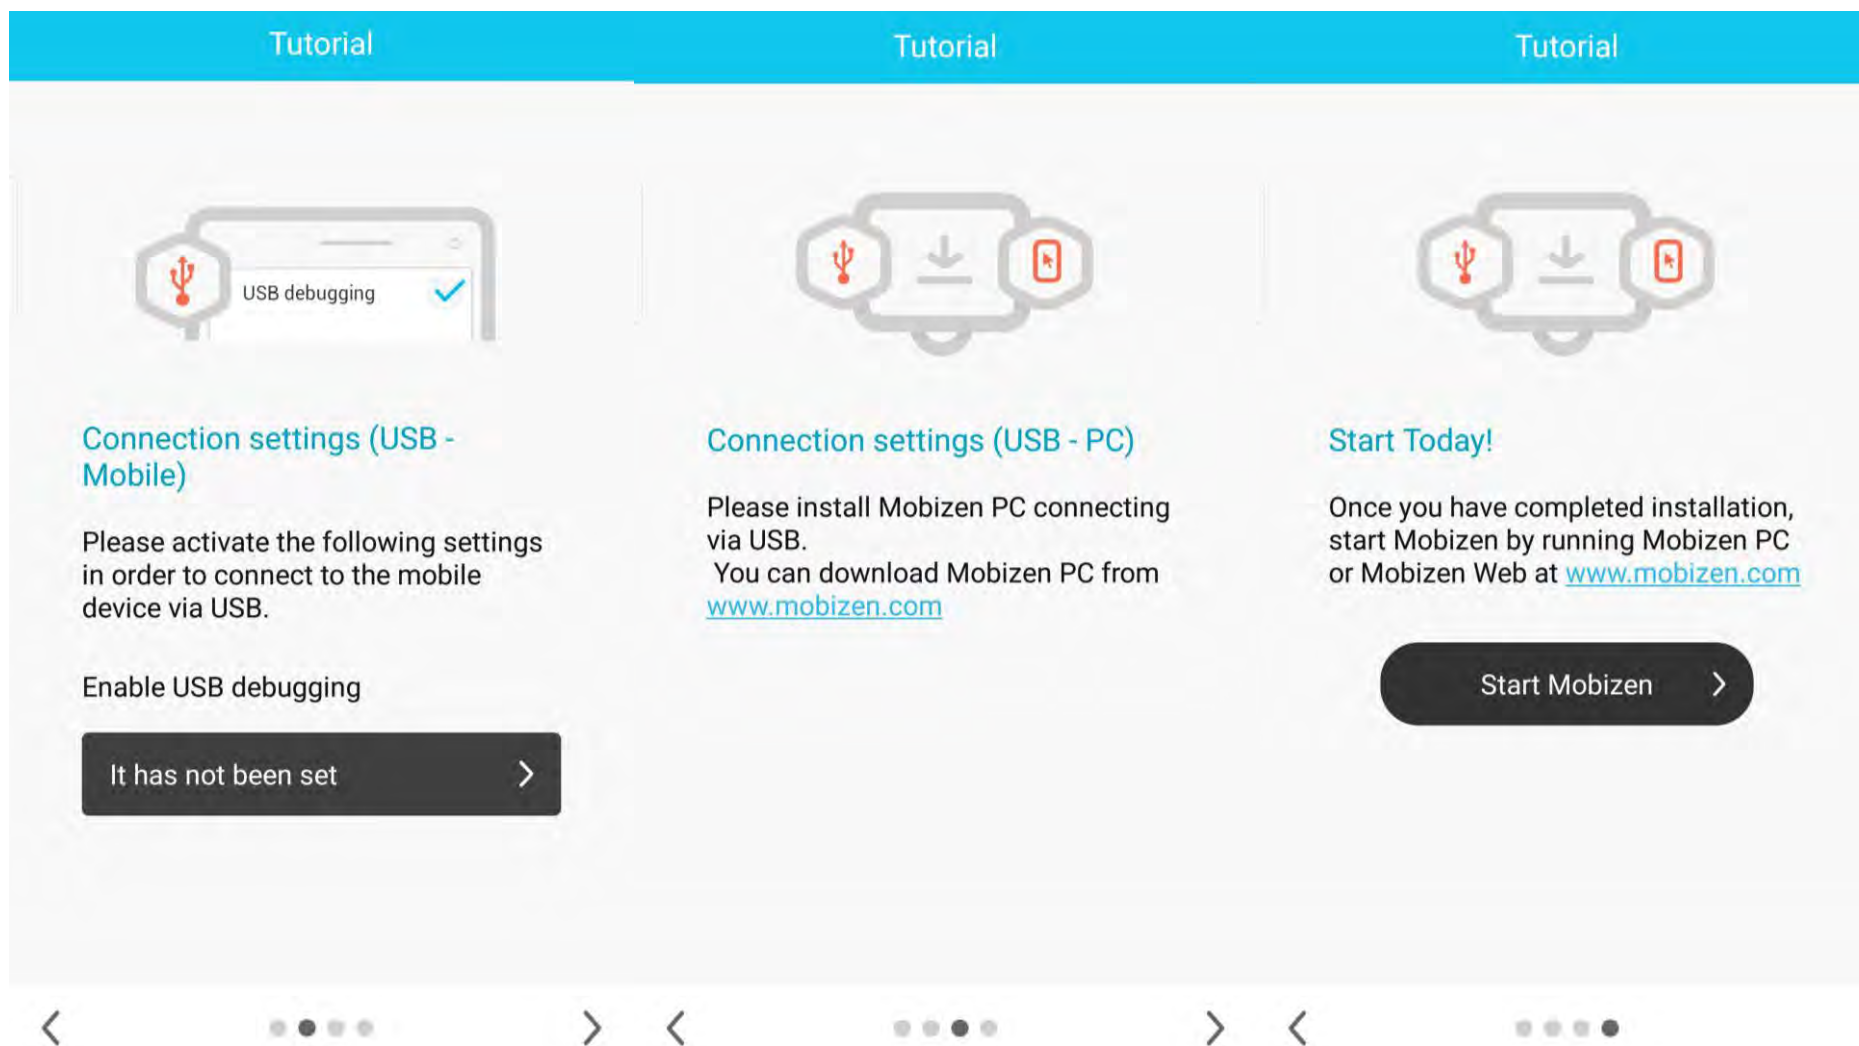 Tutorial
USB debugging
Connection settings (USB -
Mobile)
Please activate the following settings
in order to connect to the mobile
device via USB.
Enable USB debugging
It has not been set
Tutorial
Connection settings (USB - PC)
Please install Mobizen PC connecting
via USB.
You can download Mobizen PC from
www.mobizen.com
Tutorial
Start Today!
Once you have completed installation,
start Mobizen by running Mobizen PC
or Mobizen Web at www.mobizen.com
Start Mobizen